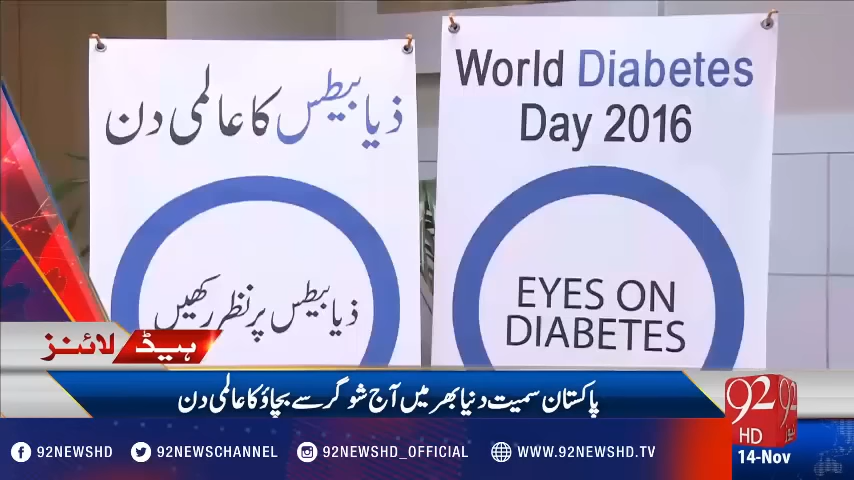 ذیابیطس کا عالمی دن
ذیابیطس پر نظر رکھیں
World Diabetes
Day 2016
EYES ON
DIABETES
ہیڈ لائنز
پاکستان سمیت دنیا بھر میں آج شوگر سے بچاؤ کا عالمی دن
92 92
HD نیوز
14-Nov
92NEWSHD
92NEWSCHANNEL
92NEWSHD_OFFICIAL
WWW.92NEWSHD.TV